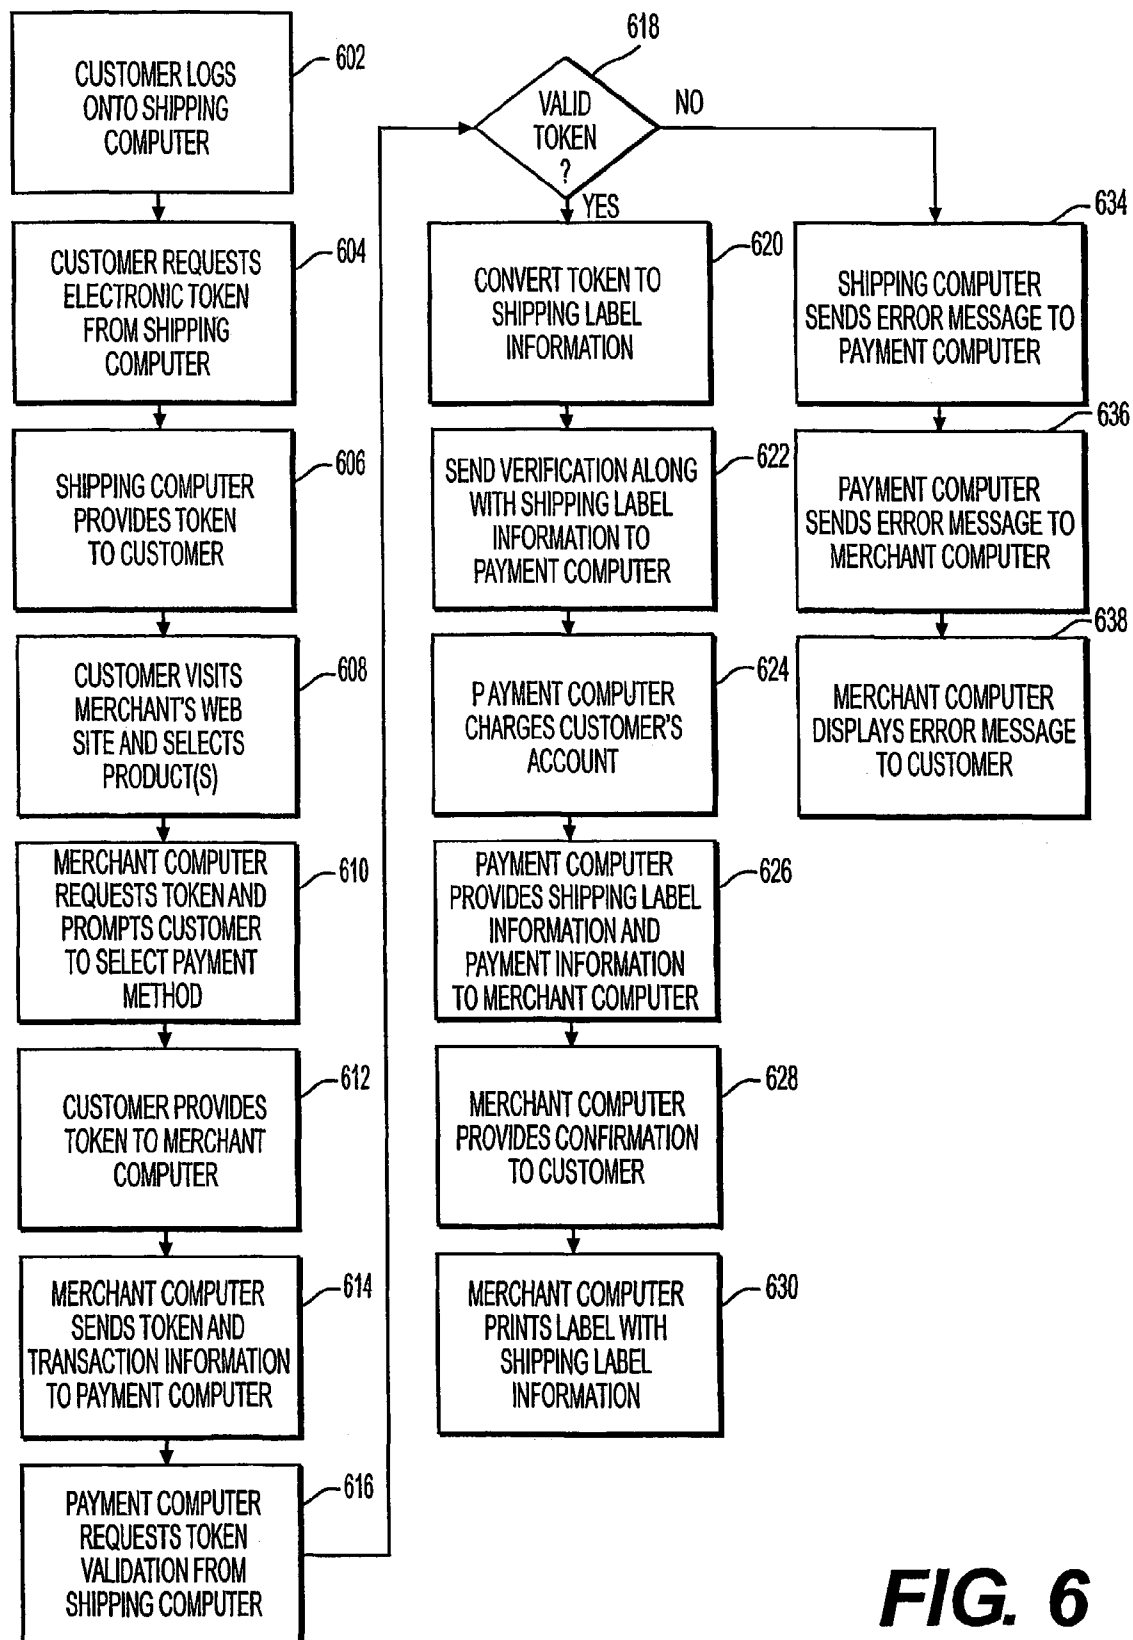 CUSTOMER LOGS
ONTO SHIPPING
COMPUTER
602
CUSTOMER REQUESTS
ELECTRONIC TOKEN
FROM SHIPPING
COMPUTER
604
SHIPPING COMPUTER
PROVIDES TOKEN
TO CUSTOMER
606
CUSTOMER VISITS
MERCHANT'S WEB
SITE AND SELECTS
PRODUCT(S)
608
MERCHANT COMPUTER
REQUESTS TOKEN AND
PROMPTS CUSTOMER
TO SELECT PAYMENT
METHOD
610
CUSTOMER PROVIDES
TOKEN TO MERCHANT
COMPUTER
612
MERCHANT COMPUTER
SENDS TOKEN AND
TRANSACTION INFORMATION
TO PAYMENT COMPUTER
614
PAYMENT COMPUTER
REQUESTS TOKEN
VALIDATION FROM
SHIPPING COMPUTER
616
VALID
TOKEN
?
618
NO
YES
CONVERT TOKEN TO
SHIPPING LABEL
INFORMATION
620
SEND VERIFICATION ALONG
WITH SHIPPING LABEL
INFORMATION TO
PAYMENT COMPUTER
622
PAYMENT COMPUTER
CHARGES CUSTOMER'S
ACCOUNT
624
PAYMENT COMPUTER
PROVIDES SHIPPING LABEL
INFORMATION AND
PAYMENT INFORMATION
TO MERCHANT COMPUTER
626
MERCHANT COMPUTER
PROVIDES CONFIRMATION
TO CUSTOMER
628
MERCHANT COMPUTER
PRINTS LABEL WITH
SHIPPING LABEL
INFORMATION
630
SHIPPING COMPUTER
SENDS ERROR MESSAGE TO
PAYMENT COMPUTER
634
PAYMENT COMPUTER
SENDS ERROR MESSAGE TO
MERCHANT COMPUTER
636
MERCHANT COMPUTER
DISPLAYS ERROR MESSAGE
TO CUSTOMER
638
FIG. 6